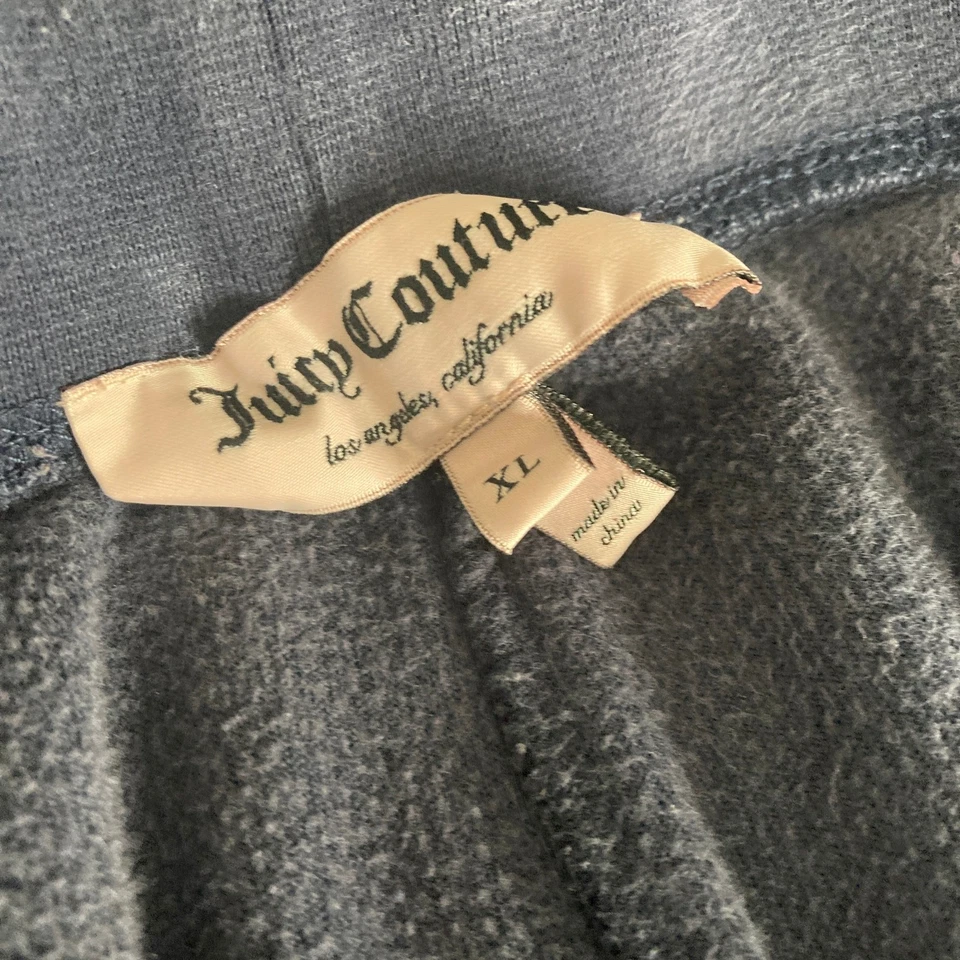 Juicy Couture
los angeles, california
XL
made in
china